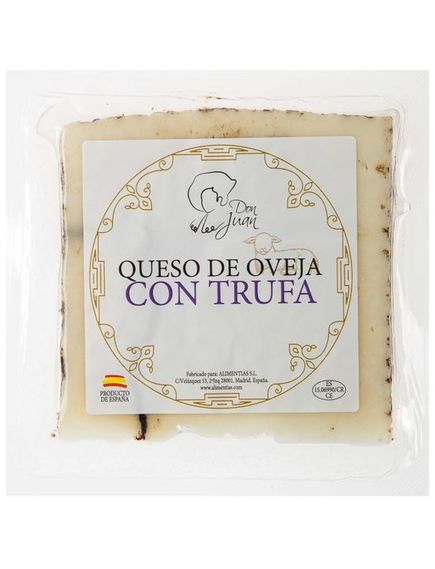 Don
Juan
QUESO DE OVEJA
CON TRUFA
Fabricado para: ALIMENTIAS S.L.
C/Velázquez 53, 2ºIzq 28001, Madrid. España.
www.alimentias.com
PRODUCTO
DE ESPAÑA
ES
15.06990/CR
CE